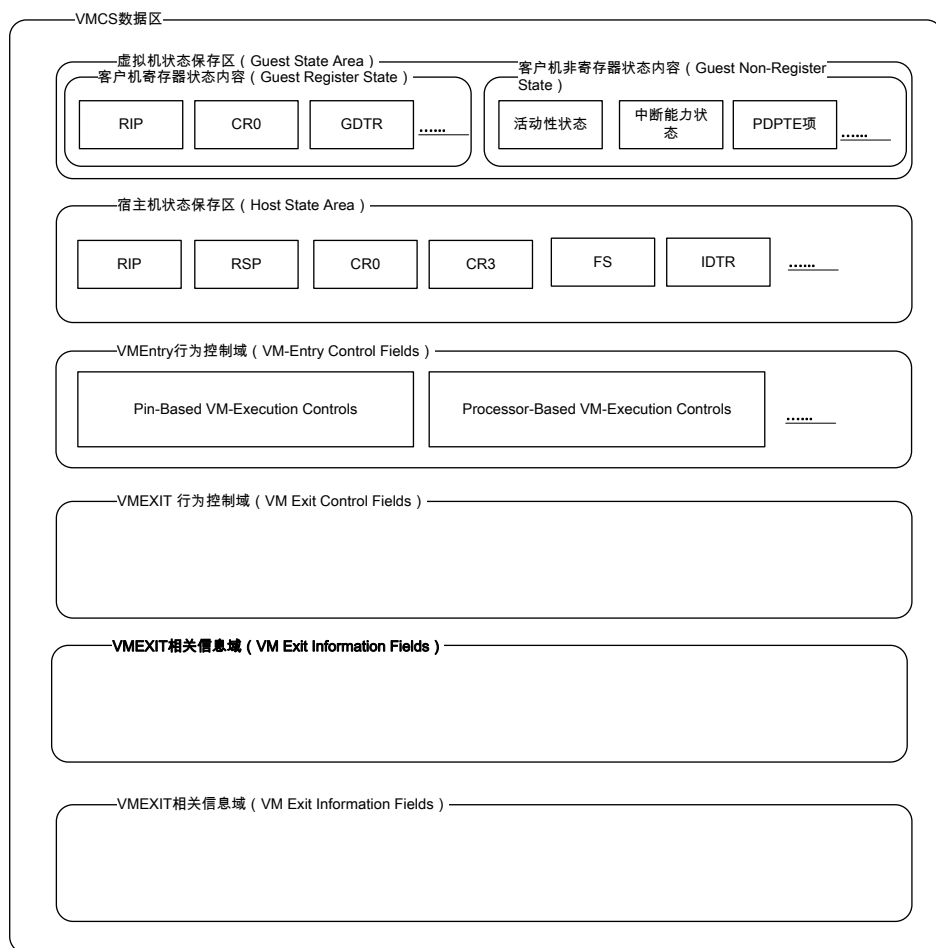 VMCS数据区
虚拟机状态保存区（Guest State Area）
客户机寄存器状态内容（Guest Register State）
RIP
CR0
GDTR
……
客户机非寄存器状态内容（Guest Non-Register
State）
活动性状态
中断能力状
态
PDPTE项
……
宿主机状态保存区（Host State Area）
RIP
RSP
CR0
CR3
FS
IDTR
……
VMEntry行为控制域（VM-Entry Control Fields）
Pin-Based VM-Execution Controls
Processor-Based VM-Execution Controls
……
VMEXIT 行为控制域（VM Exit Control Fields）
VMEXIT相关信息域（VM Exit Information Fields）
VMEXIT相关信息域（VM Exit Information Fields）